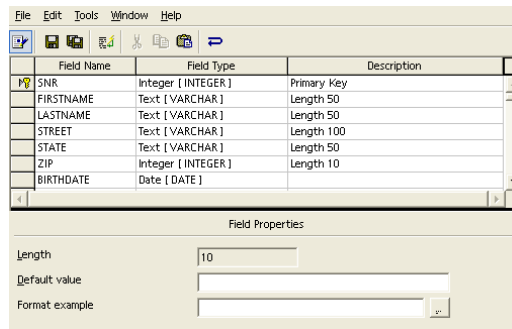 File Edit Tools Window Help
Field Name Field Type Description
SNR Integer [ INTEGER ] Primary Key
FIRSTNAME Text [ VARCHAR ] Length 50
LASTNAME Text [ VARCHAR ] Length 50
STREET Text [ VARCHAR ] Length 100
STATE Text [ VARCHAR ] Length 50
ZIP Integer [ INTEGER ] Length 10
BIRTHDATE Date [ DATE ]
Field Properties
Length 10
Default value
Format example ...